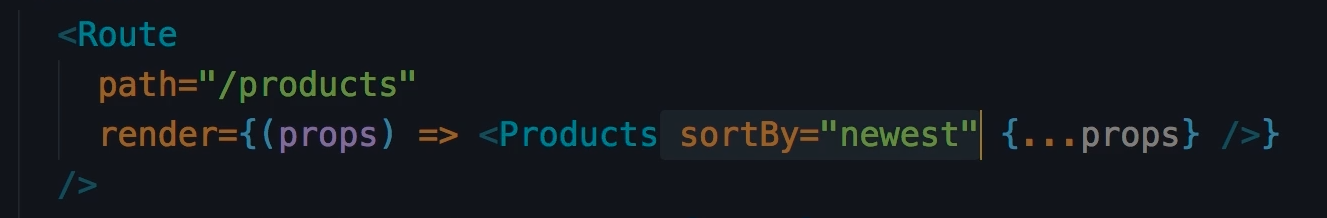 <Route
path="/products"
render={(props) => <Products sortBy="newest" {...props} />}
/>